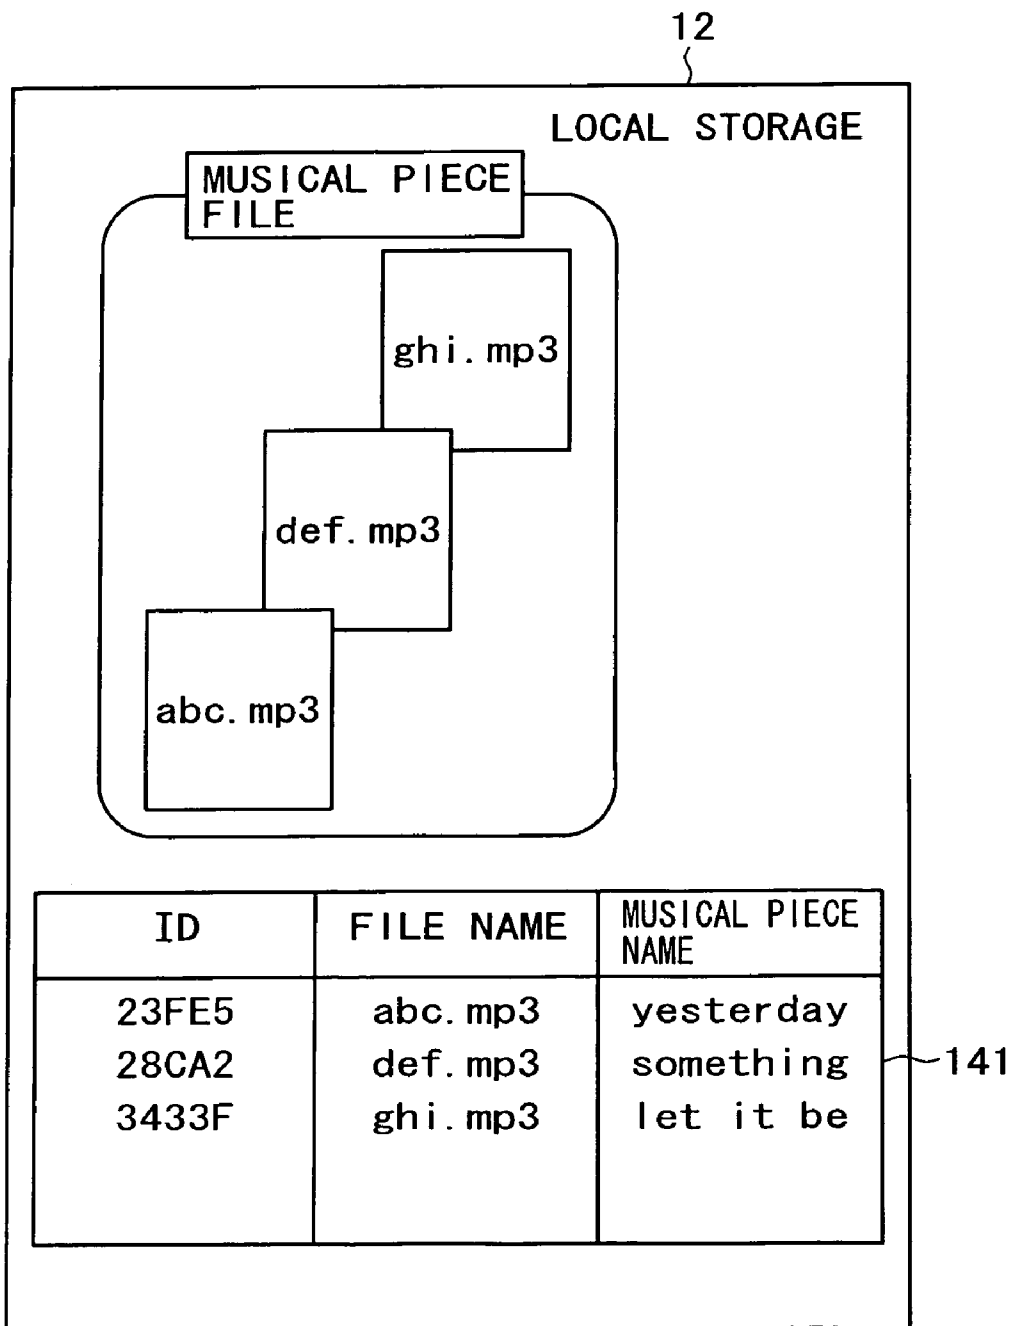 12
LOCAL STORAGE
MUSICAL PIECE
FILE
ghi.mp3
def.mp3
abc.mp3
ID FILE NAME MUSICAL PIECE NAME
23FE5 abc.mp3 yesterday
28CA2 def.mp3 something 141
3433F ghi.mp3 let it be